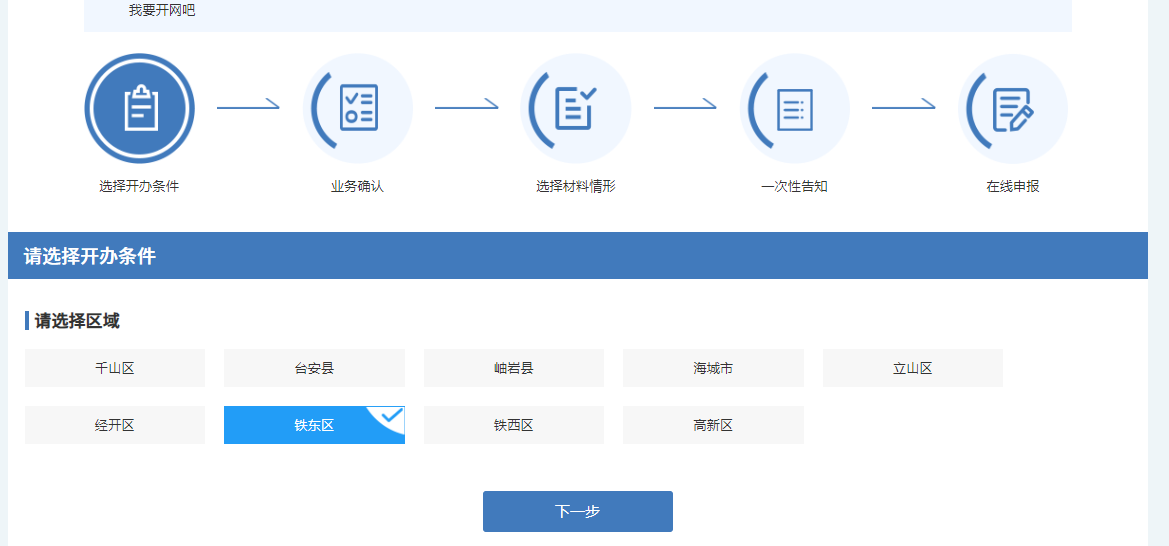 我要开网吧
选择开办条件 业务确认 选择材料情形 一次性告知 在线申报
请选择开办条件
请选择区域
千山区 台安县 岫岩县 海城市 立山区
经开区 铁东区 铁西区 高新区
下一步